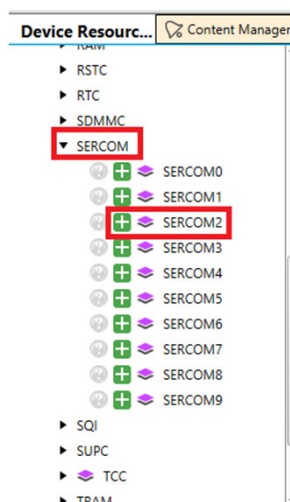 Device Resourc... Content Manager
RAM
RSTC
RTC
SDMMC
SERCOM
SERCOM0
SERCOM1
SERCOM2
SERCOM3
SERCOM4
SERCOM5
SERCOM6
SERCOM7
SERCOM8
SERCOM9
SQI
SUPC
TCC
TRAM